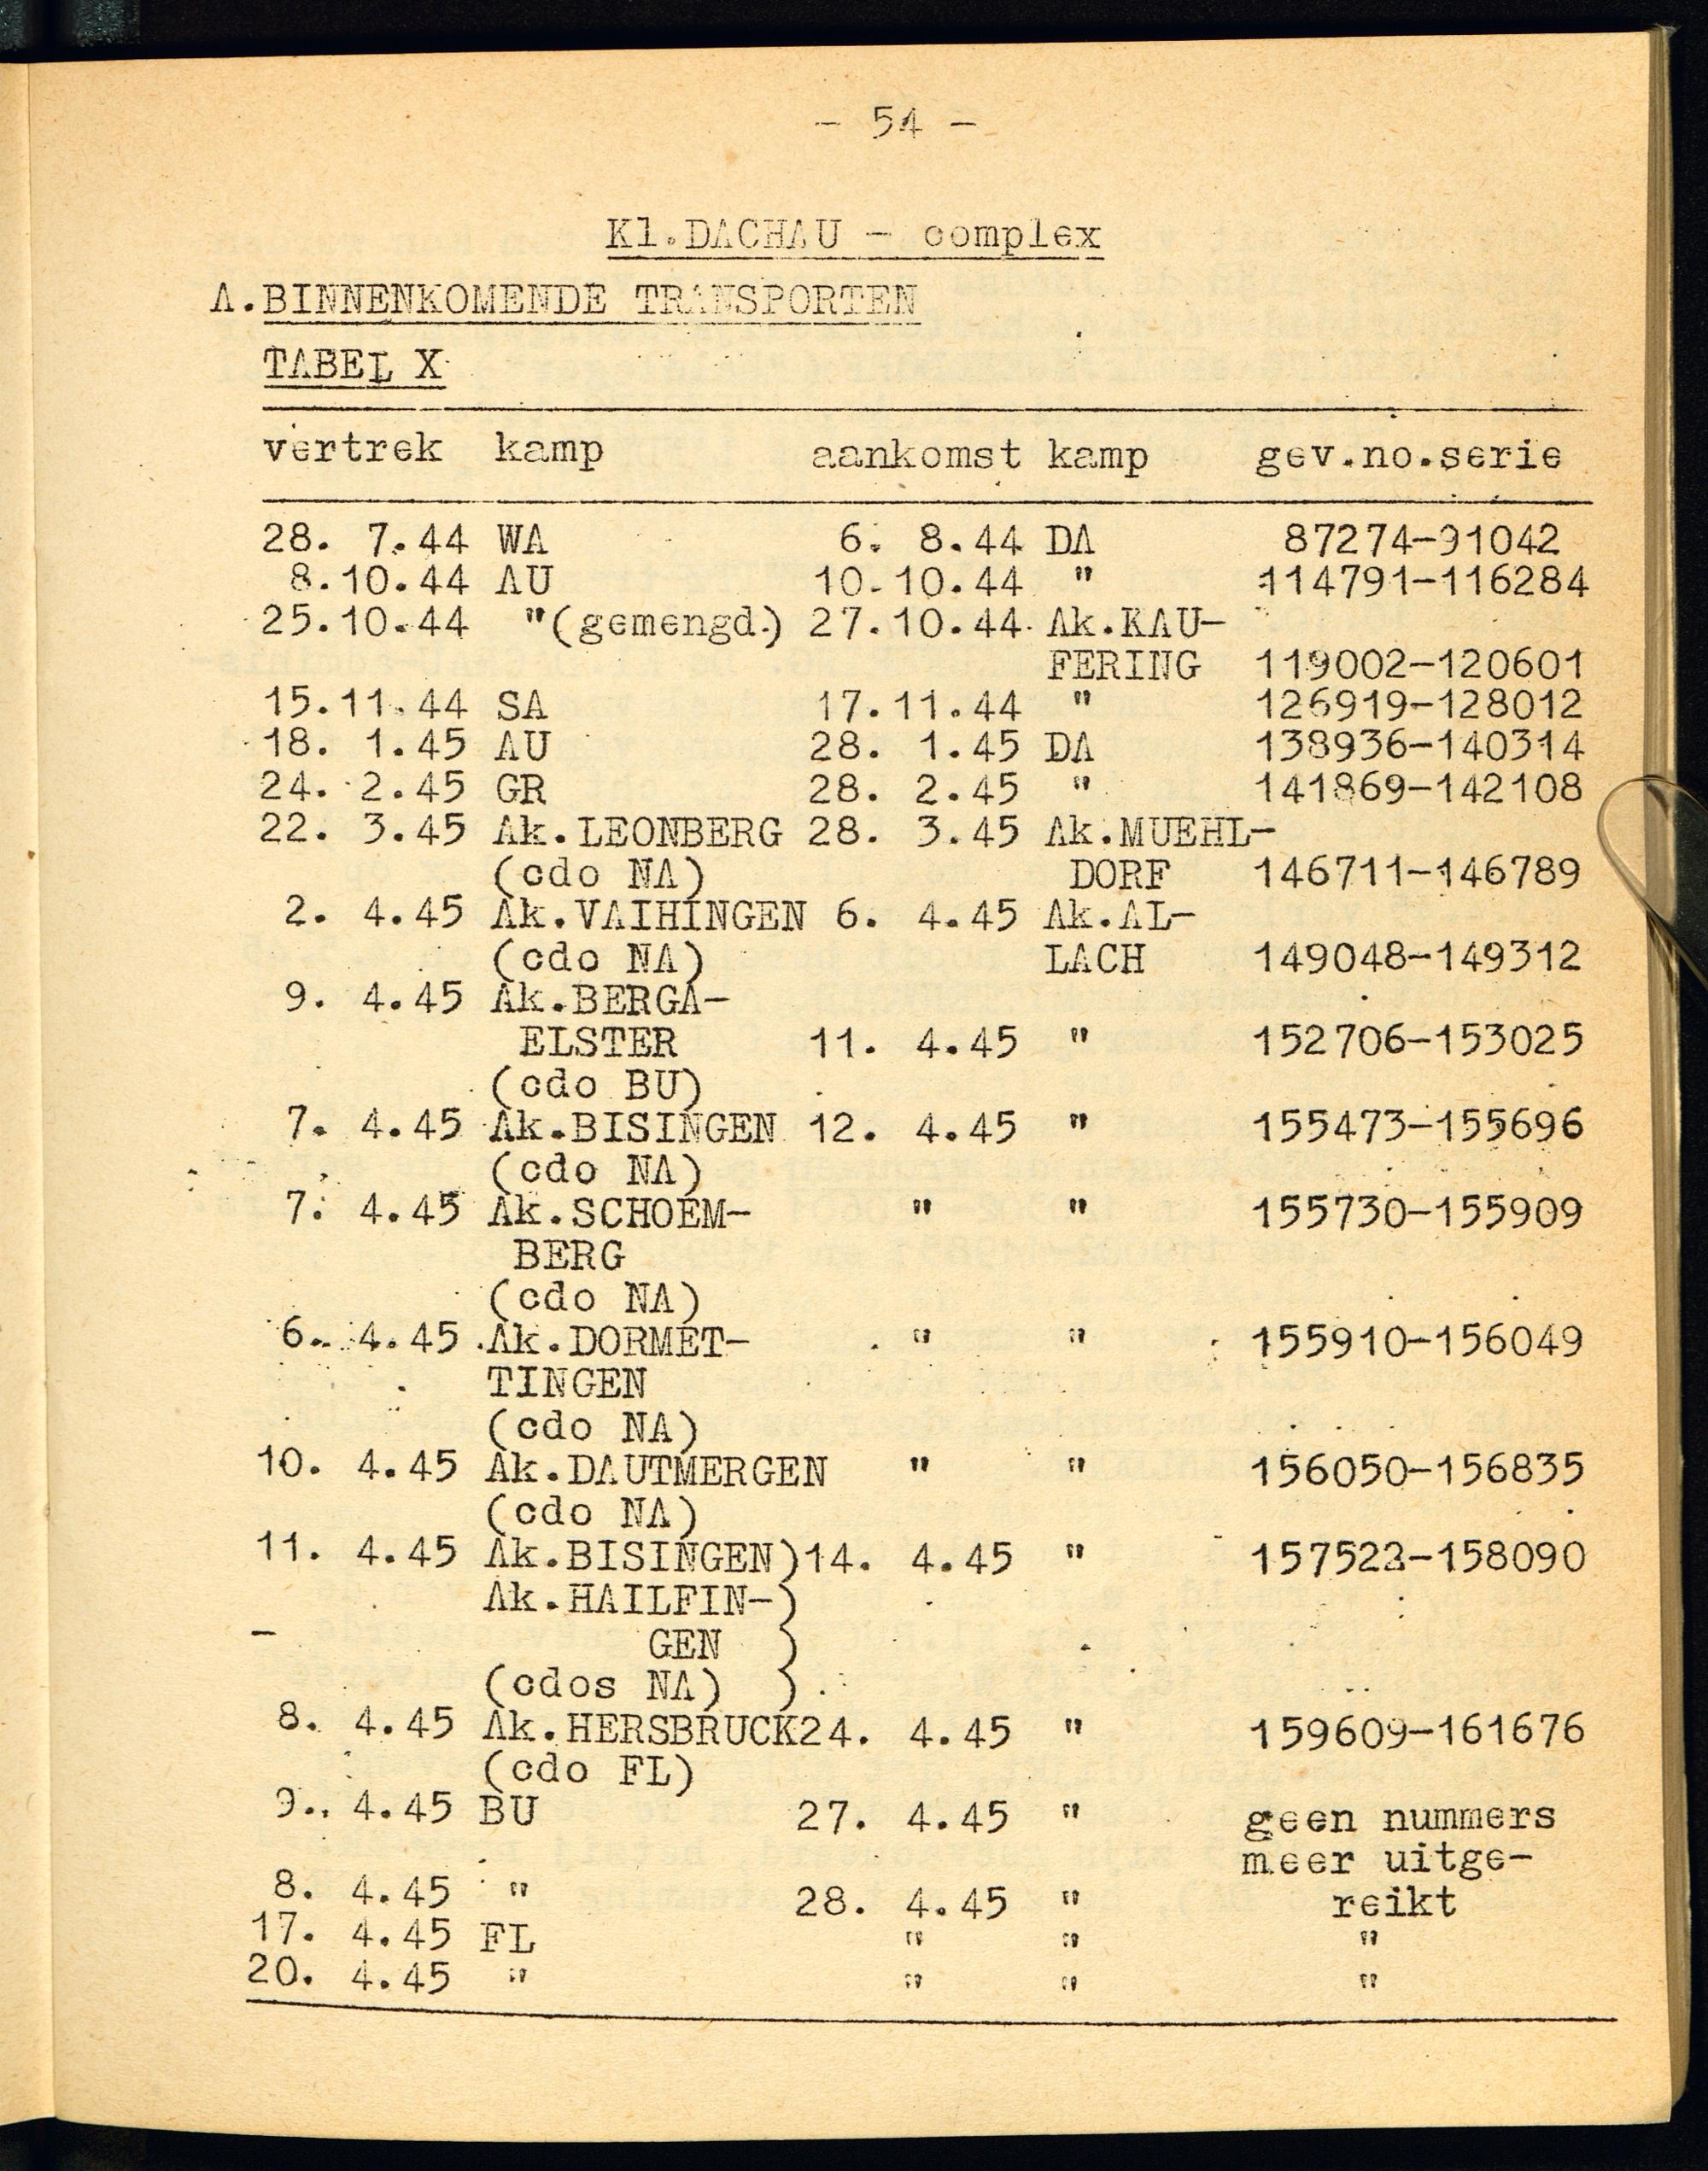 - 54 -
Kl.DACHAU - complex
A.BINNENKOMENDE TRANSPORTEN
TABEL X
vertrek kamp aankomst kamp gev.no.serie
28. 7.44 WA 6. 8.44 DA 87274-91042
8.10.44 AU 10.10.44 " 114791-116284
25.10.44 "(gemengd.) 27.10.44 Ak.KAU-
FERING 119002-120601
15.11.44 SA 17.11.44 " 126919-128012
18. 1.45 AU 28. 1.45 DA 138936-140314
24. 2.45 GR 28. 2.45 " 141869-142108
22. 3.45 Ak.LEONBERG 28. 3.45 Ak.MUEHL-
(cdo NA) DORF 146711-146789
2. 4.45 Ak.VAIHINGEN 6. 4.45 Ak.AL-
(cdo NA) LACH 149048-149312
9. 4.45 Ak.BERGA-
ELSTER 11. 4.45 " 152706-153025
(cdo BU)
7. 4.45 Ak.BISINGEN 12. 4.45 " 155473-155696
(cdo NA)
7. 4.45 Ak.SCHOEM- " " 155730-155909
BERG
(cdo NA)
6. 4.45 Ak.DORMET- " " 155910-156049
TINGEN
(cdo NA)
10. 4.45 Ak.DAUTMERGEN " " 156050-156835
(cdo NA)
11. 4.45 Ak.BISINGEN)14. 4.45 " 157522-158090
Ak.HAILFIN-)
- GEN )
(cdos NA) )
8. 4.45 Ak.HERSBRUCK24. 4.45 " 159609-161676
(cdo FL)
9. 4.45 BU 27. 4.45 " geen nummers
meer uitge-
8. 4.45 " 28. 4.45 " reikt
17. 4.45 FL " " "
20. 4.45 " " " "